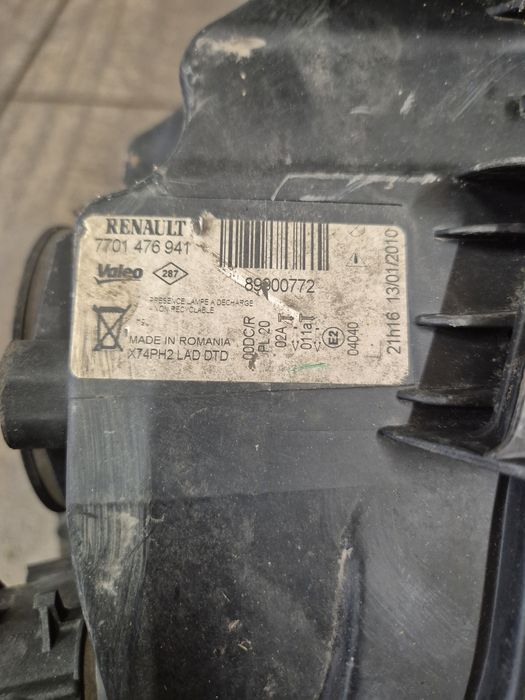 RENAULT
7701 476 941
Valeo 287
89900772
PRESENCE LAMPE A DECHARGE
NON RECYCLABLE
MADE IN ROMANIA
X74PH2 LAD DTD
00DC/R
PL 20
02A
011a
E2
04040
21h16 13/01/2010